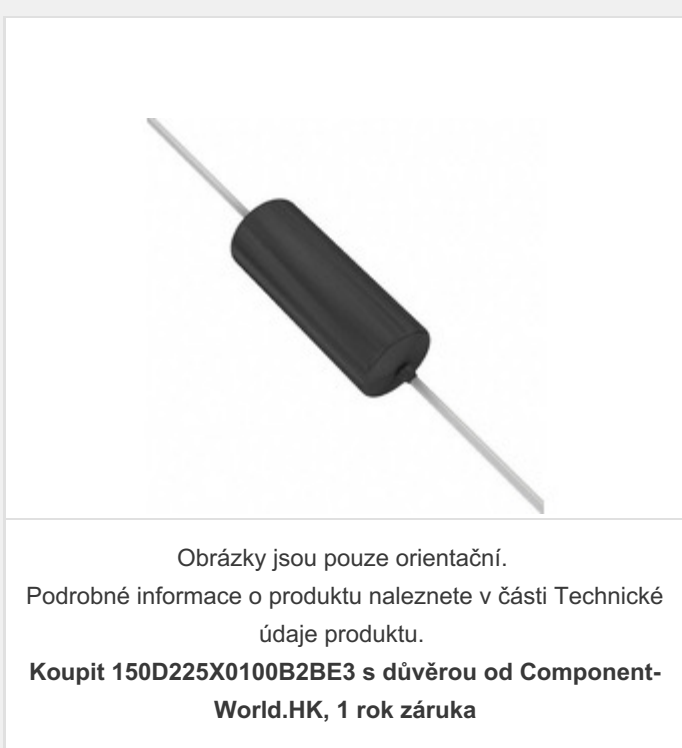 Obrázky jsou pouze orientační.
Podrobné informace o produktu naleznete v části Technické
údaje produktu.
Koupit 150D225X0100B2BE3 s důvěrou od Component-
World.HK, 1 rok záruka